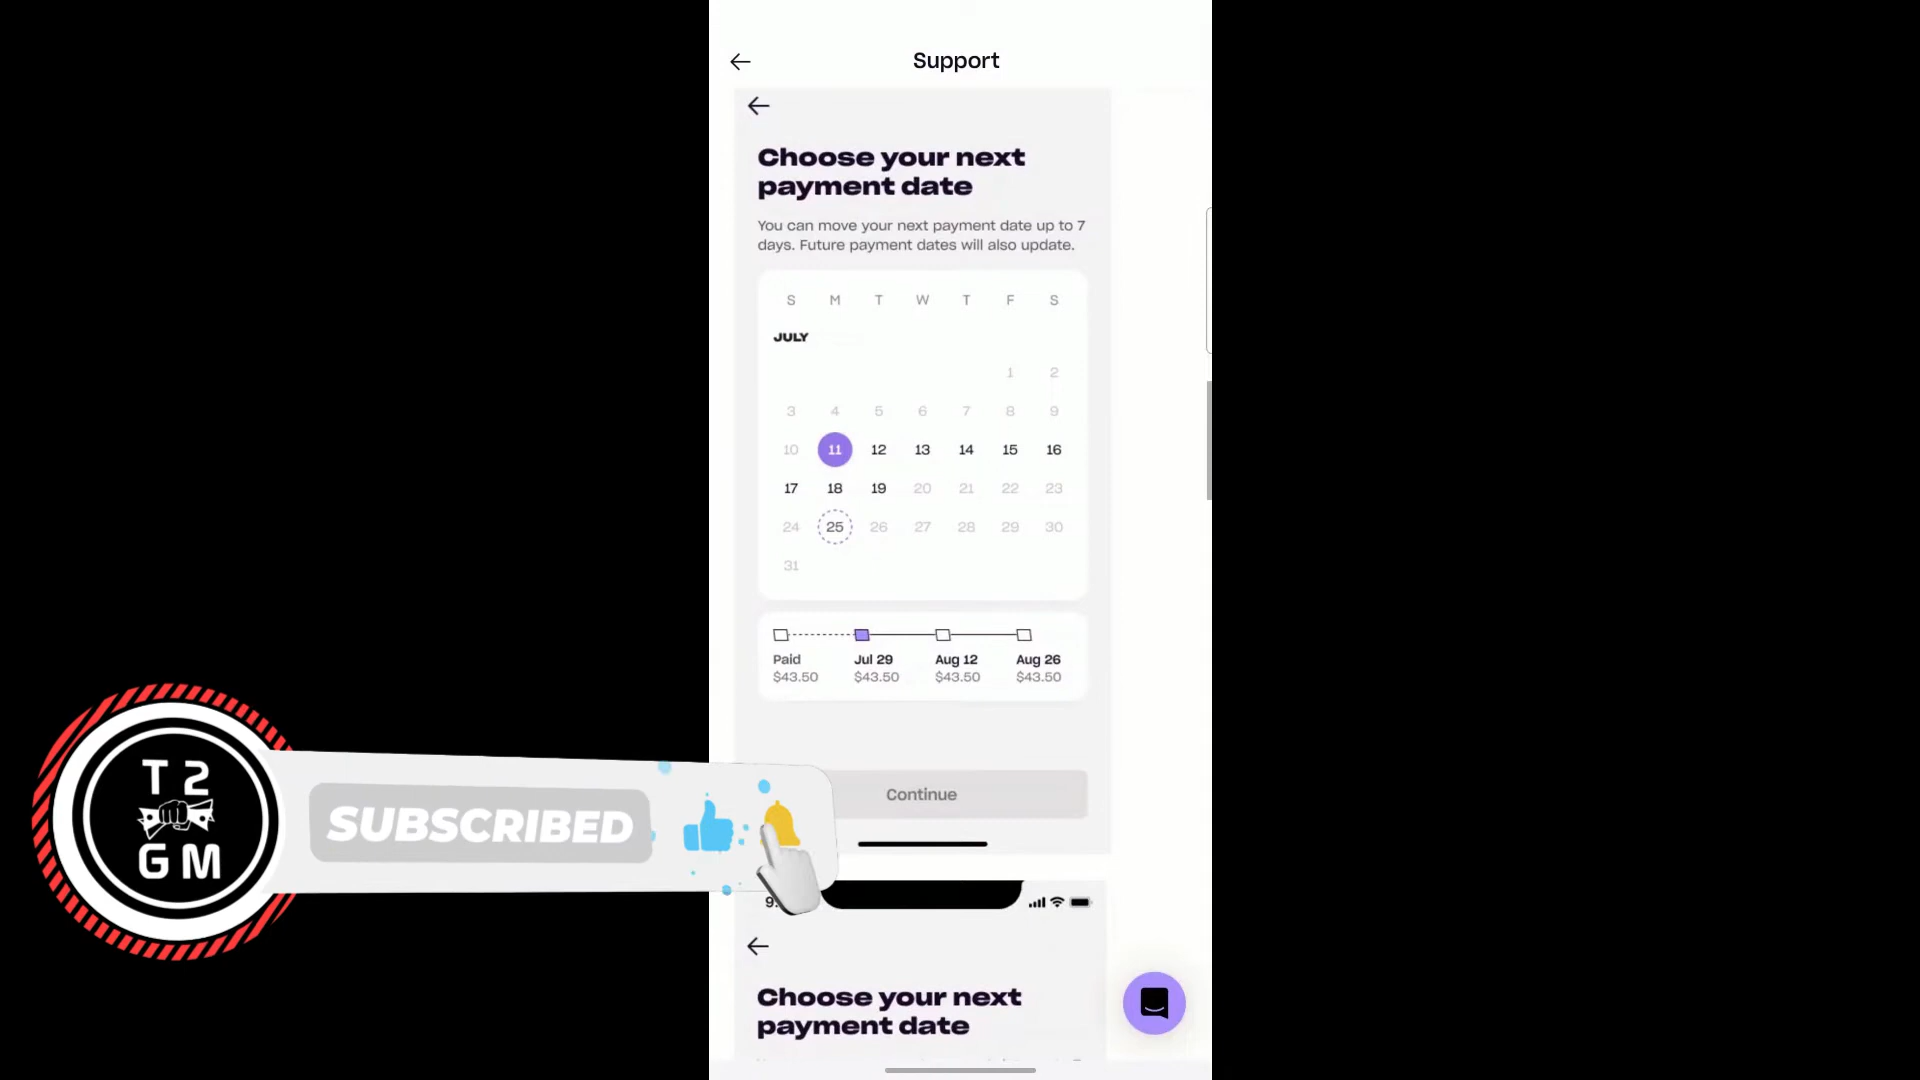 Support
Choose your next
payment date
You can move your next payment date up to 7
days. Future payment dates will also update.
S M T W T F S
JULY
1 2
3 4 5 6 7 8 9
10 11 12 13 14 15 16
17 18 19 20 21 22 23
24 25 26 27 28 29 30
31
Paid Jul 29 Aug 12 Aug 26
$43.50 $43.50 $43.50 $43.50
Continue
T 2
G M
SUBSCRIBED
Choose your next
payment date